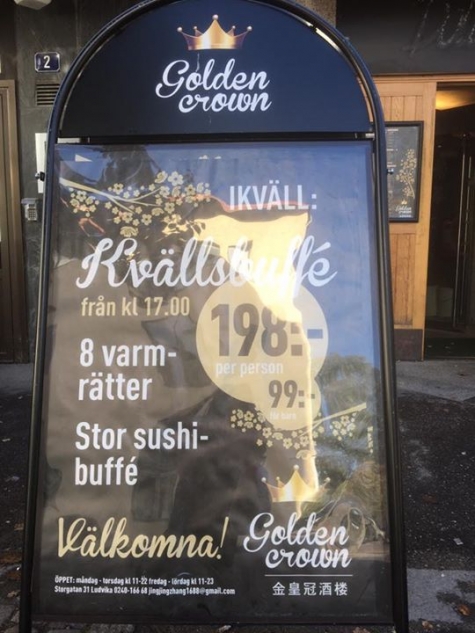 2
Golden
crown
IKVÄLL:
Kvällsbuffé
från kl 17.00
198:-
per person
99:-
för barn
8 varm-
rätter
Stor sushi-
buffé
Välkomna!
Golden
crown
金皇冠酒楼
ÖPPET: måndag - torsdag kl 11-22 fredag - lördag kl 11-23
Storgatan 31 Ludvika 0240-166 68 jingjingzhang1688@gmail.com